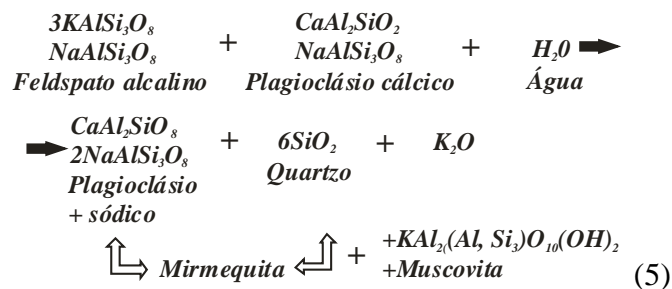 3KAlSi₃O₈ CaAl₂SiO₂
NaAlSi₃O₈ + NaAlSi₃O₈ + H₂0
Feldspato alcalino Plagioclásio cálcico Água
CaAl₂SiO₈ + 6SiO₂ + K₂O
2NaAlSi₃O₈ Quartzo
Plagioclásio
+ sódico
+KAl₂(Al, Si₃)O₁₀(OH)₂
Mirmequita + +Muscovita (5)